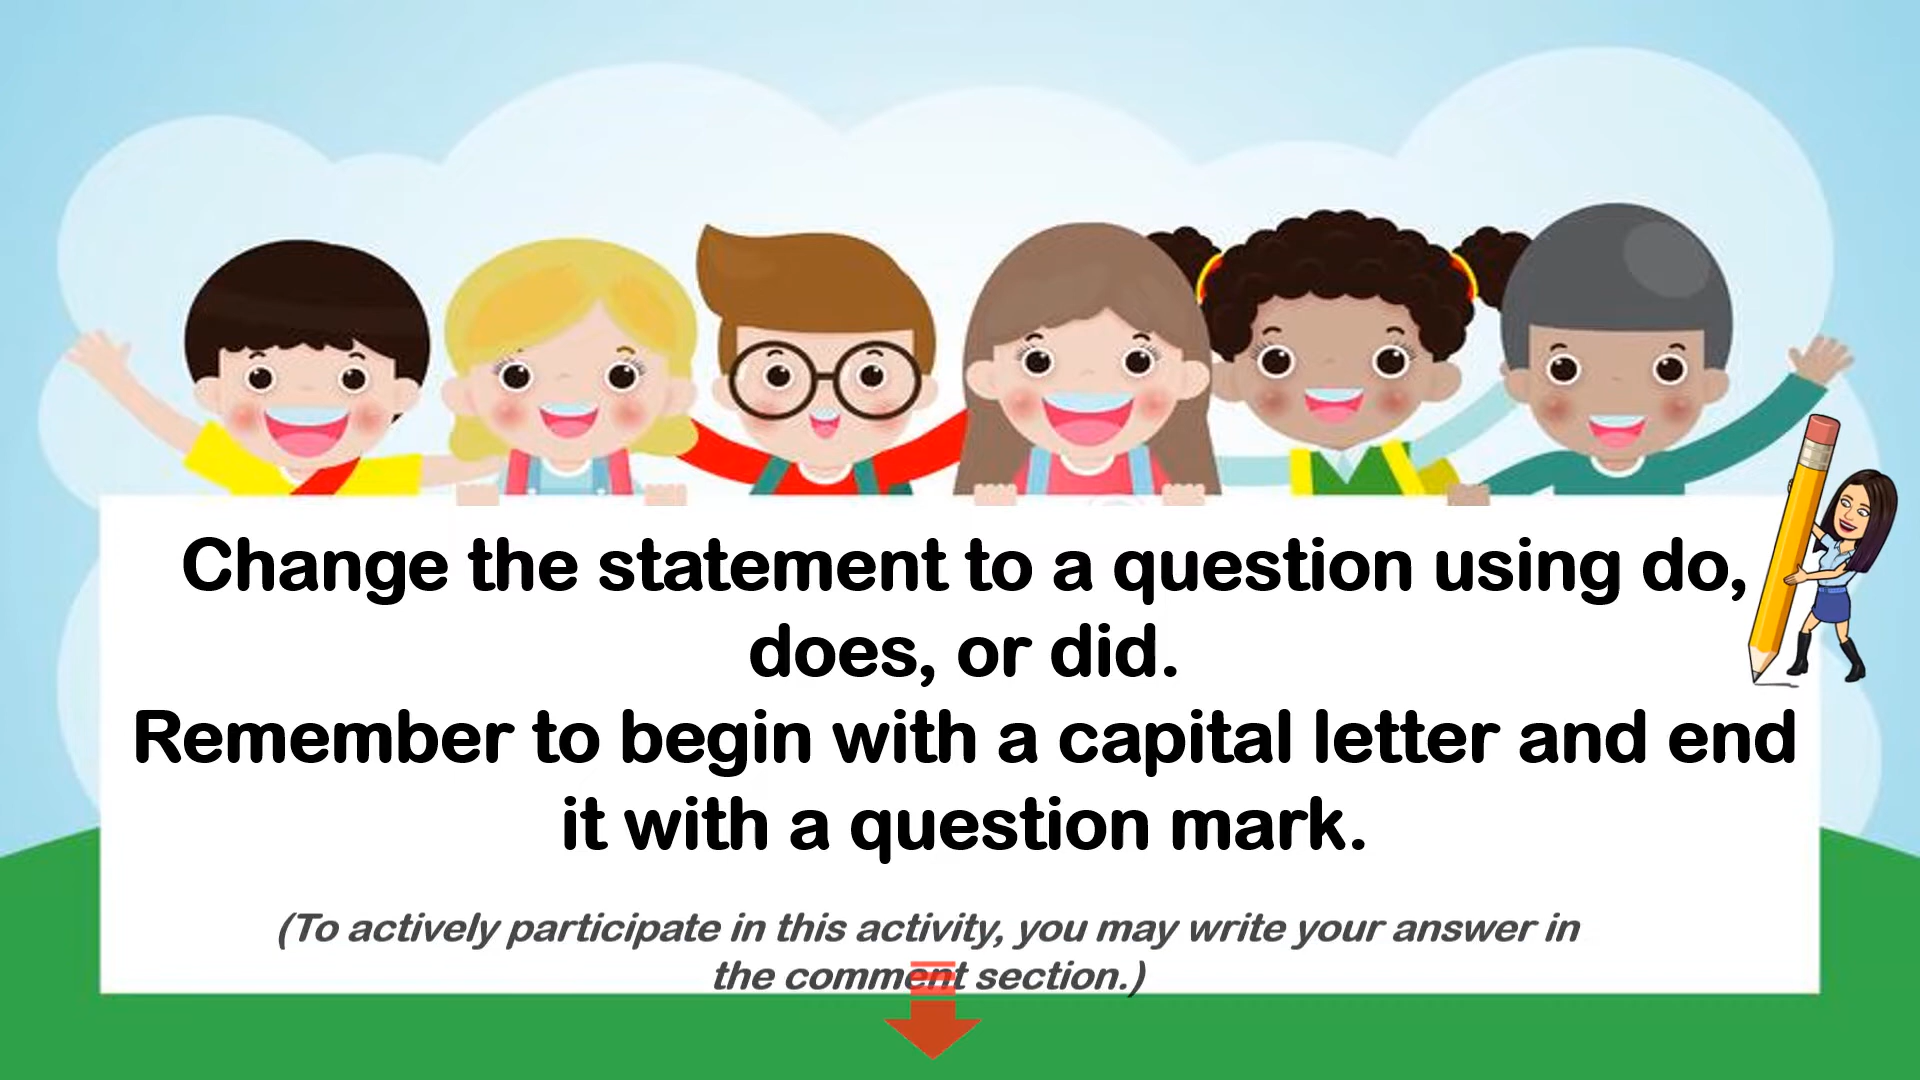 Change the statement to a question using do,
does, or did.
Remember to begin with a capital letter and end
it with a question mark.
(To actively participate in this activity, you may write your answer in
the comment section.)